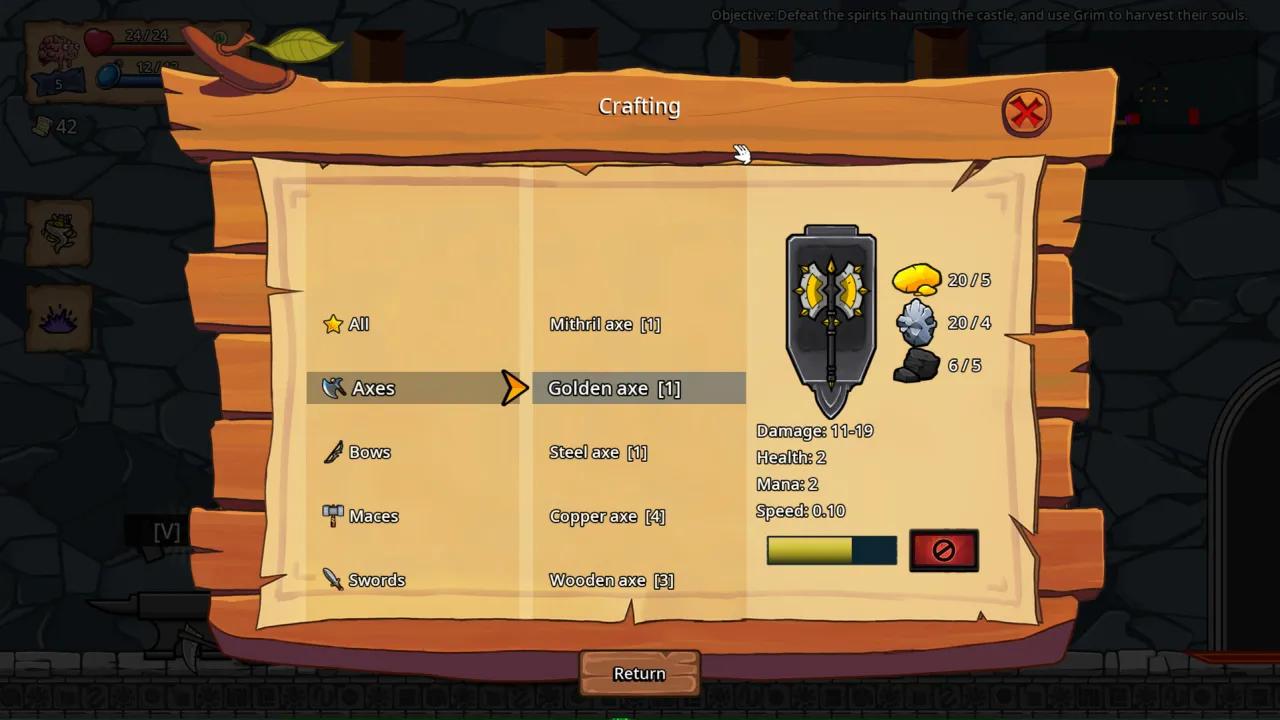 Objective: Defeat the spirits haunting the castle, and use Grim to harvest their souls.
24/24
12/12
5
42
Crafting
All
Axes
Bows
Maces
Swords
Mithril axe [1]
Golden axe [1]
Steel axe [1]
Copper axe [4]
Wooden axe [3]
20/5
20/4
6/5
Damage: 11-19
Health: 2
Mana: 2
Speed: 0.10
[V]
Return